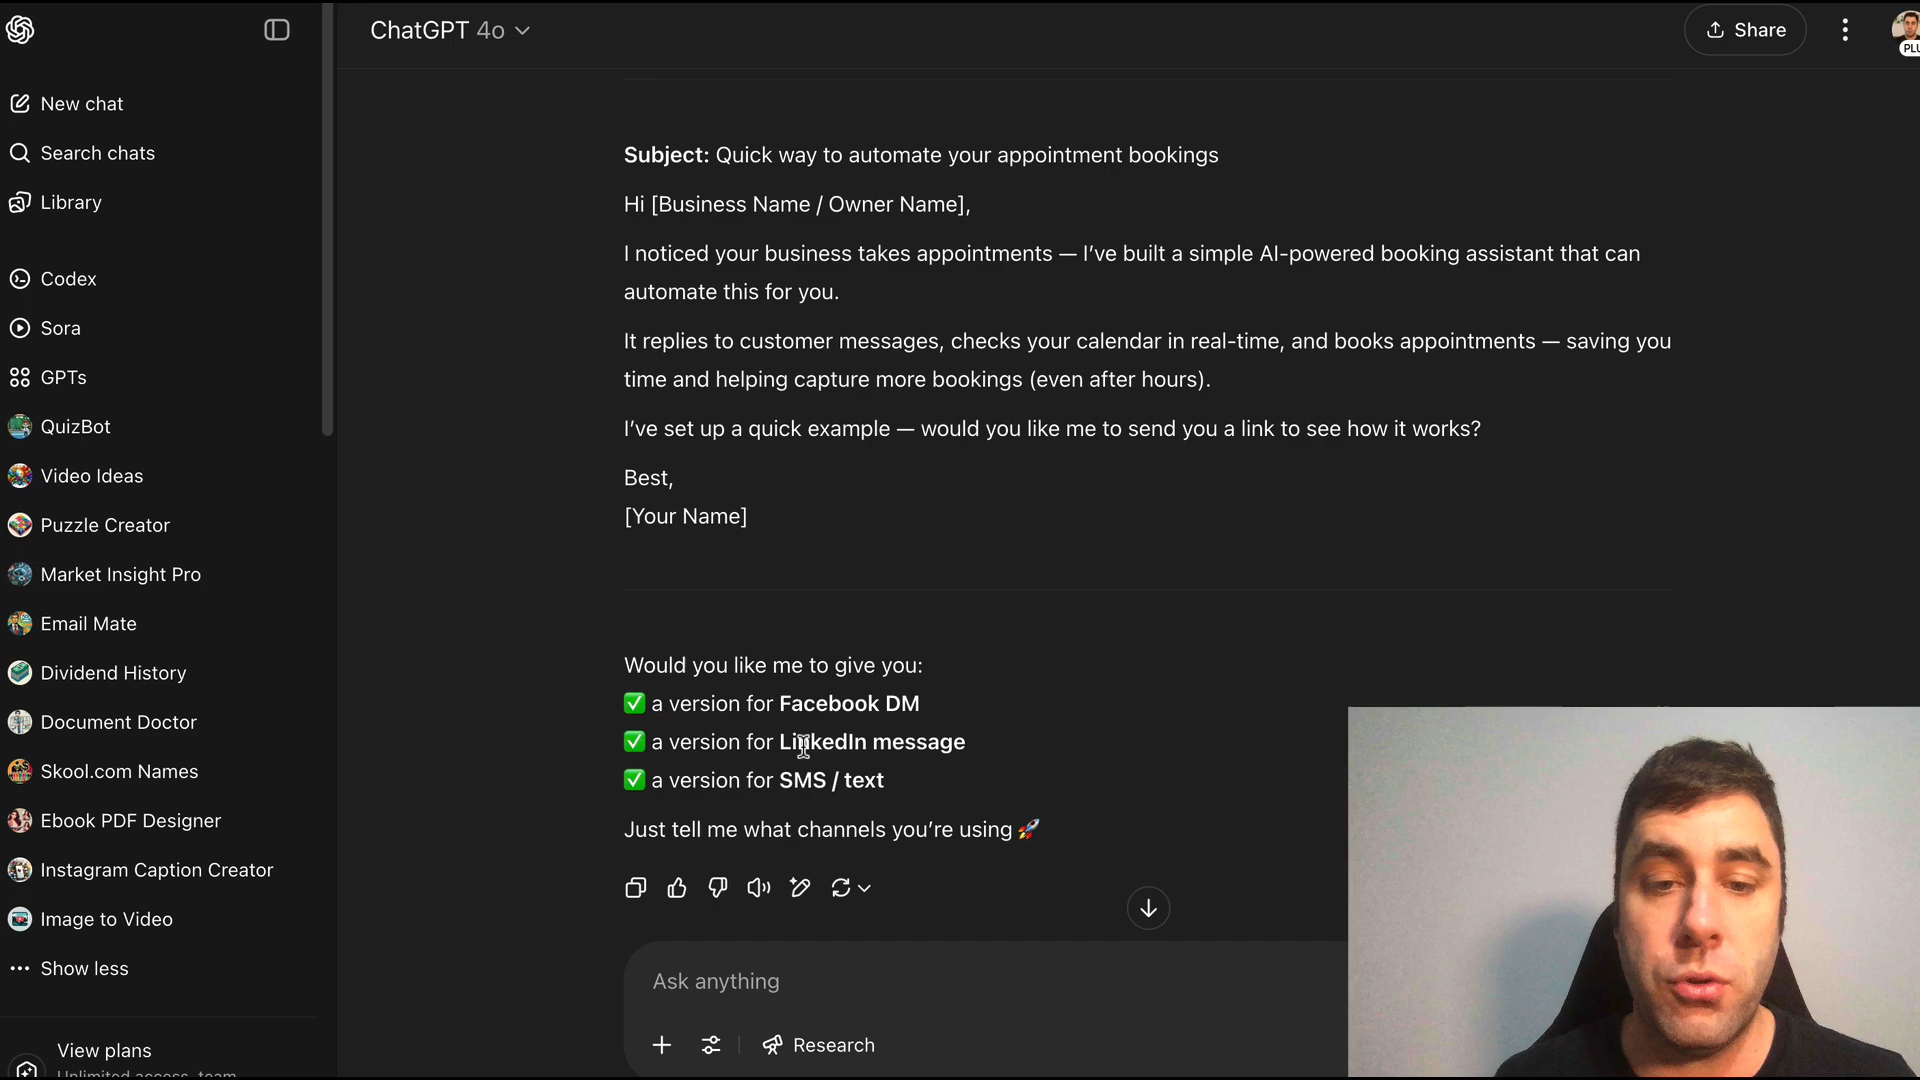 ChatGPT 4o
Share
PLU
New chat
Search chats
Library
Codex
Sora
GPTs
QuizBot
Video Ideas
Puzzle Creator
Market Insight Pro
Email Mate
Dividend History
Document Doctor
Skool.com Names
Ebook PDF Designer
Instagram Caption Creator
Image to Video
Show less
View plans
Unlimited access, team
Subject: Quick way to automate your appointment bookings
Hi [Business Name / Owner Name],
I noticed your business takes appointments — I’ve built a simple AI-powered booking assistant that can
automate this for you.
It replies to customer messages, checks your calendar in real-time, and books appointments — saving you
time and helping capture more bookings (even after hours).
I’ve set up a quick example — would you like me to send you a link to see how it works?
Best,
[Your Name]
Would you like me to give you:
✅ a version for Facebook DM
✅ a version for LinkedIn message
✅ a version for SMS / text
Just tell me what channels you’re using 🚀
Ask anything
Research